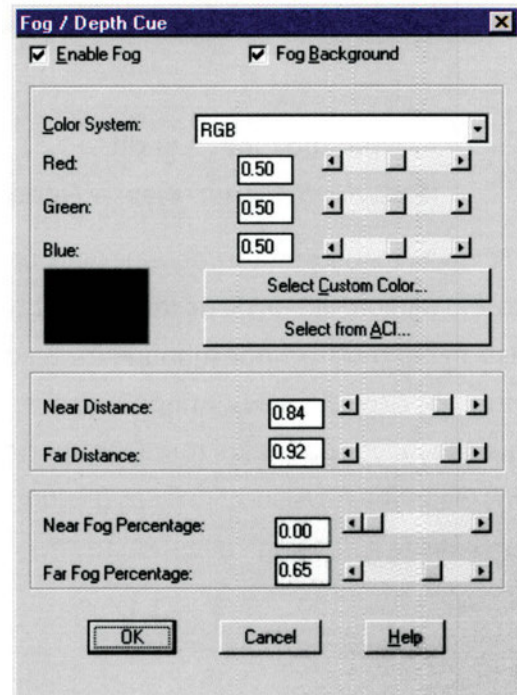 Fog / Depth Cue
Enable Fog Fog Background
Color System: RGB
Red: 0.50
Green: 0.50
Blue: 0.50
Select Custom Color...
Select from ACI...
Near Distance: 0.84
Far Distance: 0.92
Near Fog Percentage: 0.00
Far Fog Percentage: 0.65
OK Cancel Help